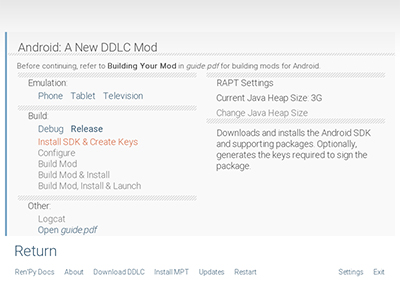 Android: A New DDLC Mod
Before continuing, refer to Building Your Mod in guide.pdf for building mods for Android.
Emulation:
Phone Tablet Television
Build:
Debug Release
Install SDK & Create Keys
Configure
Build Mod
Build Mod & Install
Build Mod, Install & Launch
Other:
Logcat
Open guide.pdf
RAPT Settings
Current Java Heap Size: 3G
Change Java Heap Size
Downloads and installs the Android SDK
and supporting packages. Optionally,
generates the keys required to sign the
package.
Return
Ren'Py Docs About Download DDLC Install MPT Updates Restart Settings Exit